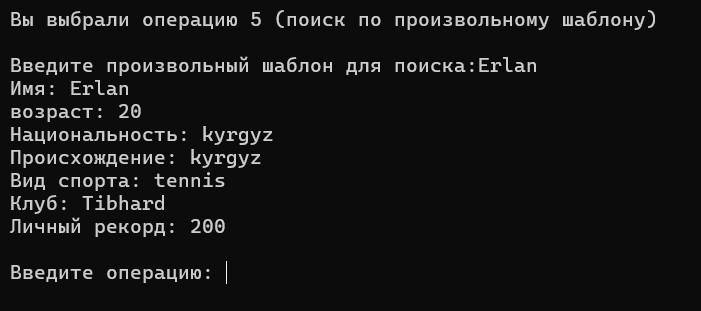 Вы выбрали операцию 5 (поиск по произвольному шаблону)
Введите произвольный шаблон для поиска:Erlan
Имя: Erlan
возраст: 20
Национальность: kyrgyz
Происхождение: kyrgyz
Вид спорта: tennis
Клуб: Tibhard
Личный рекорд: 200
Введите операцию: